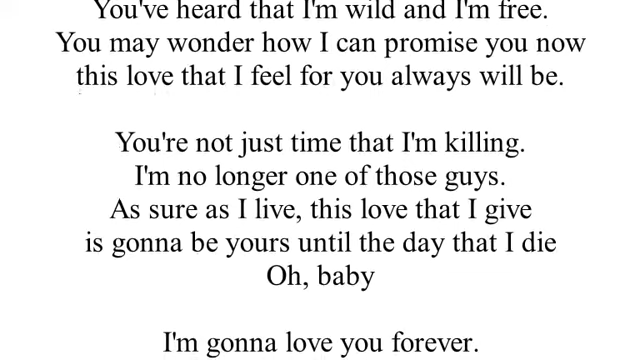 You've heard that I'm wild and I'm free.
You may wonder how I can promise you now
this love that I feel for you always will be.
You're not just time that I'm killing.
I'm no longer one of those guys.
As sure as I live, this love that I give
is gonna be yours until the day that I die
Oh, baby
I'm gonna love you forever.